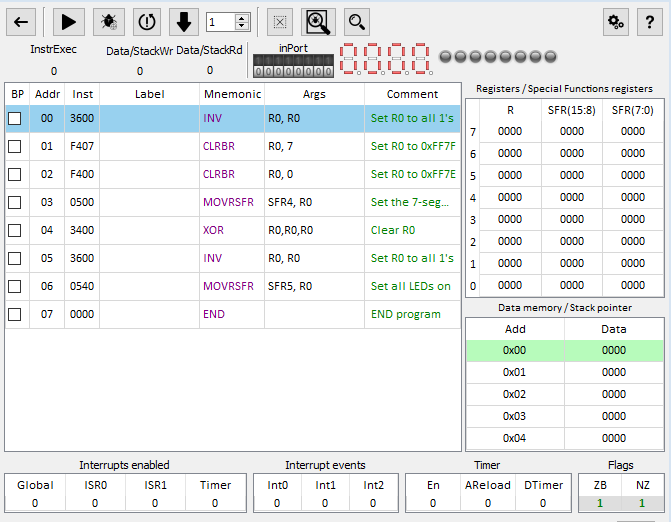 1
?
InstrExec Data/StackWr Data/StackRd inPort
0 0 0
0 0 0 0 0 0 0 0
BP Addr Inst Label Mnemonic Args Comment
00 3600 INV R0, R0 Set R0 to all 1's
01 F407 CLRBR R0, 7 Set R0 to 0xFF7F
02 F400 CLRBR R0, 0 Set R0 to 0xFF7E
03 0500 MOVRSFR SFR4, R0 Set the 7-seg...
04 3400 XOR R0,R0,R0 Clear R0
05 3600 INV R0, R0 Set R0 to all 1's
06 0540 MOVRSFR SFR5, R0 Set all LEDs on
07 0000 END END program
Registers / Special Functions registers
R SFR(15:8) SFR(7:0)
7 0000 0000 0000
6 0000 0000 0000
5 0000 0000 0000
4 0000 0000 0000
3 0000 0000 0000
2 0000 0000 0000
1 0000 0000 0000
0 0000 0000 0000
Data memory / Stack pointer
Add Data
0x00 0000
0x01 0000
0x02 0000
0x03 0000
0x04 0000
Interrupts enabled
Global ISR0 ISR1 Timer
0 0 0 0
Interrupt events
Int0 Int1 Int2
0 0 0
Timer
En AReload DTimer
0 0 0
Flags
ZB NZ
1 1